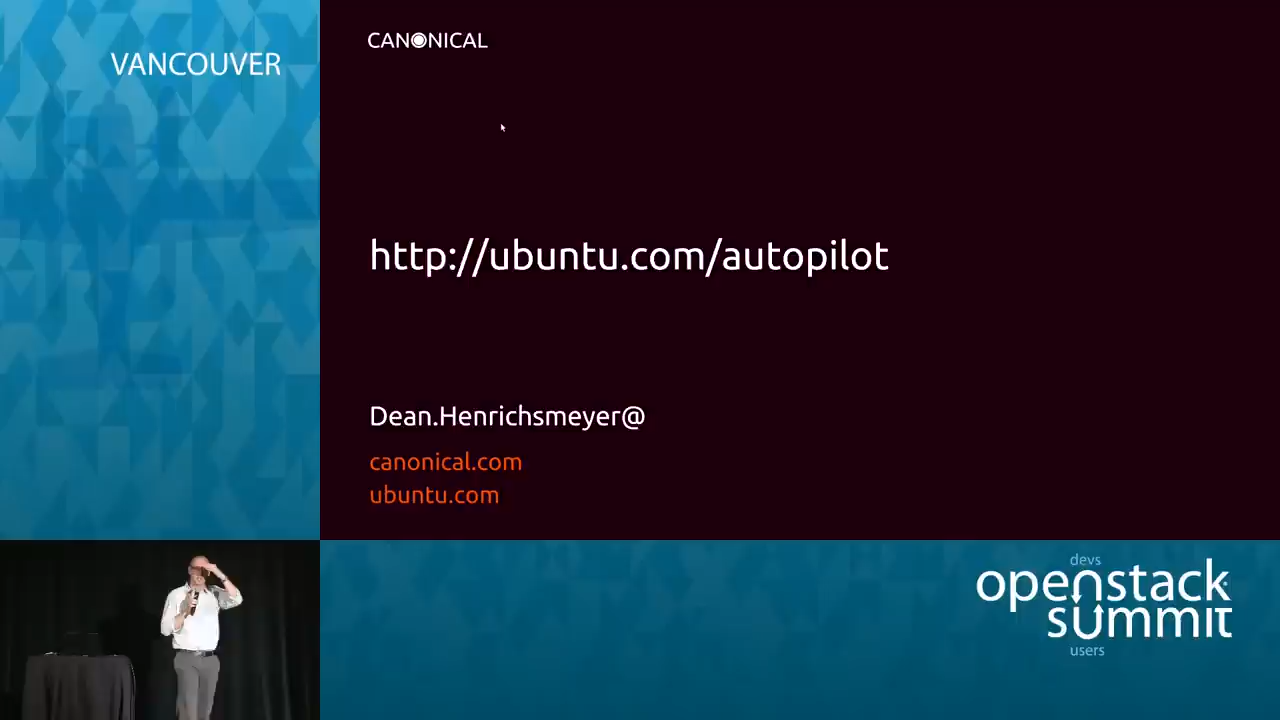 VANCOUVER
CANONICAL
http://ubuntu.com/autopilot
Dean.Henrichsmeyer@
canonical.com
ubuntu.com
devs
openstack
summit
users